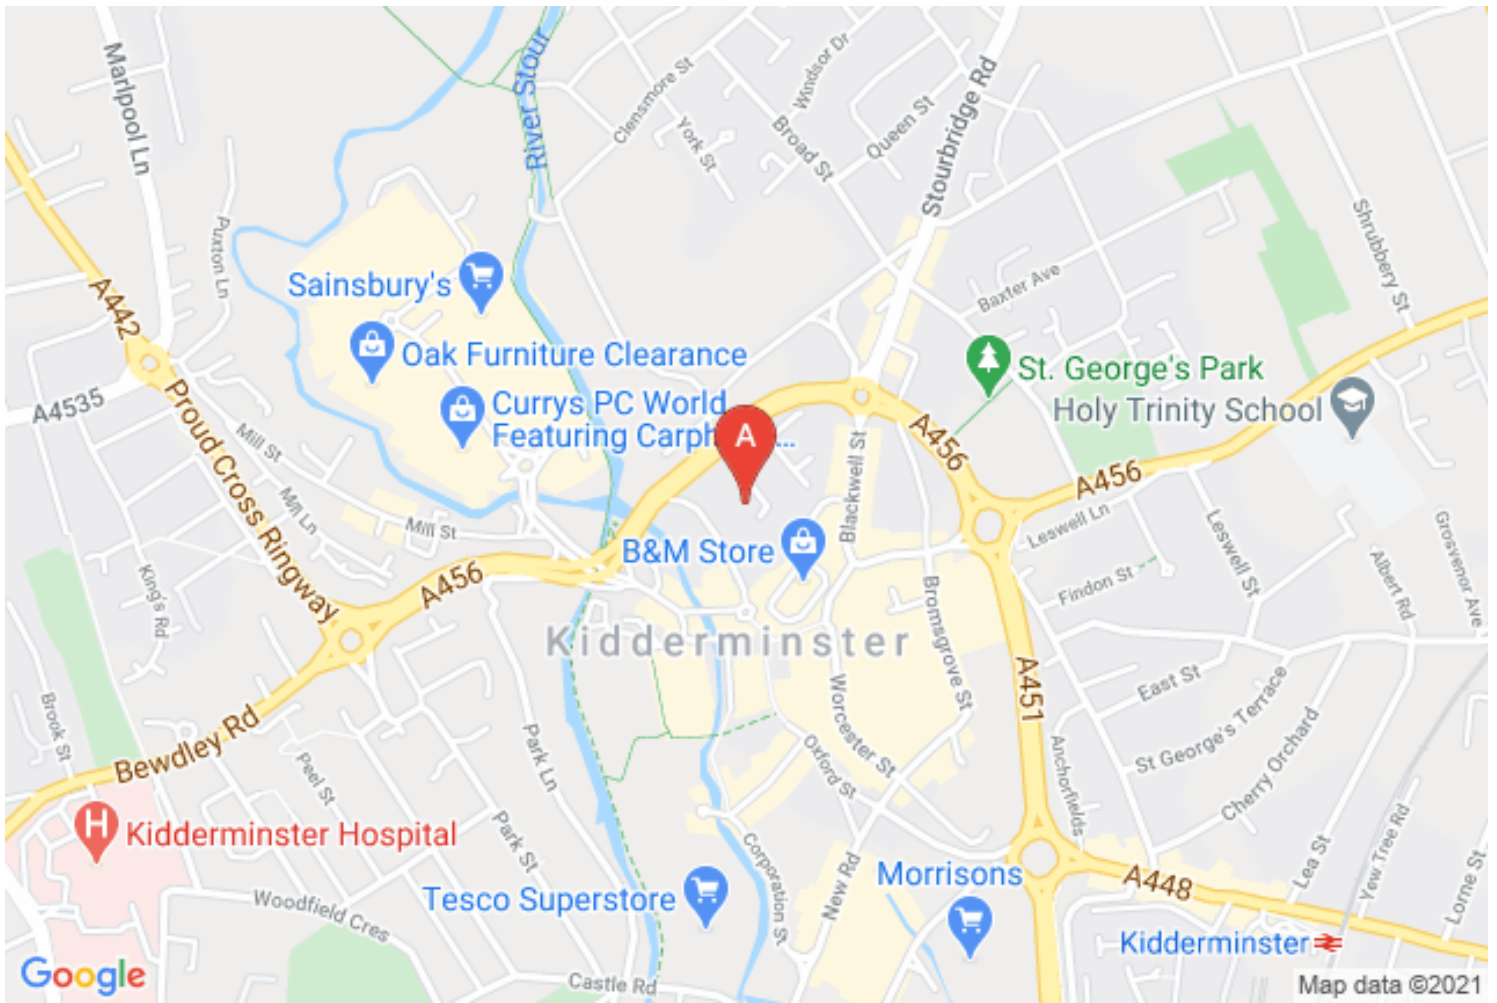 Marlpool Ln
River Stour
Clensmore St
York St
Windsor Dr
Broad St
Queen St
Stourbridge Rd
Puxton Ln
Shrubbery St
Baxter Ave
A442
Sainsbury's
Oak Furniture Clearance
St. George's Park
Holy Trinity School
A4535
Currys PC World
Featuring Carph
...
A
A456
A456
Proud Cross Ringway
Mill St
Mill Ln
Mill St
Blackwell St
Leswell Ln
Leswell St
Grosvenor Ave
B&M Store
A456
King's Rd
Findon St
Albert Rd
Bromsgrove St
Kidderminster
A451
East St
St George's Terrace
Cherry Orchard
Worcester St
Brook St
Bewdley Rd
Peel St
Park Ln
Park St
Oxford St
Anchorfields
Kidderminster Hospital
Corporation St
New Rd
Tesco Superstore
Morrisons
A448
Lea St
Yew Tree Rd
Lorne St
Woodfield Cres
Kidderminster
Castle Rd
Google
Map data ©2021
H